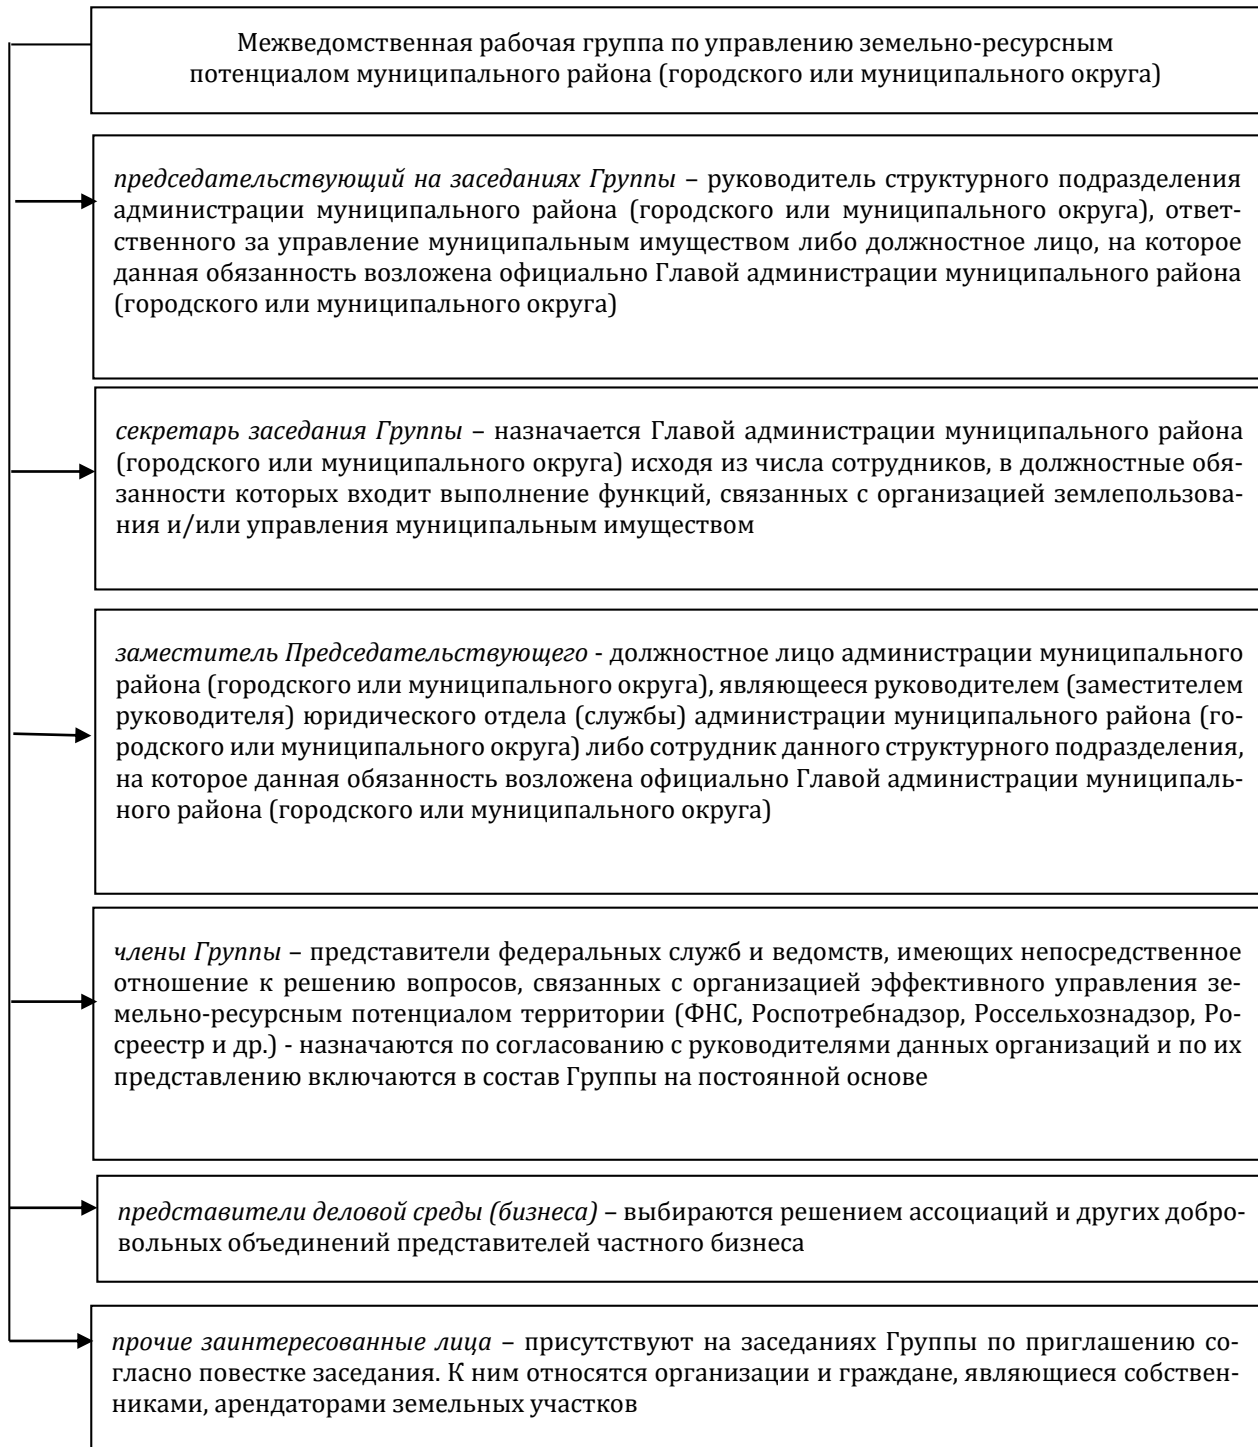 Межведомственная рабочая группа по управлению земельно-ресурсным
потенциалом муниципального района (городского или муниципального округа)
председательствующий на заседаниях Группы – руководитель структурного подразделения
администрации муниципального района (городского или муниципального округа), ответ-
ственного за управление муниципальным имуществом либо должностное лицо, на которое
данная обязанность возложена официально Главой администрации муниципального района
(городского или муниципального округа)
секретарь заседания Группы – назначается Главой администрации муниципального района
(городского или муниципального округа) исходя из числа сотрудников, в должностные обя-
занности которых входит выполнение функций, связанных с организацией землепользова-
ния и/или управления муниципальным имуществом
заместитель Председательствующего - должностное лицо администрации муниципального
района (городского или муниципального округа), являющееся руководителем (заместителем
руководителя) юридического отдела (службы) администрации муниципального района (го-
родского или муниципального округа) либо сотрудник данного структурного подразделения,
на которое данная обязанность возложена официально Главой администрации муниципаль-
ного района (городского или муниципального округа)
члены Группы – представители федеральных служб и ведомств, имеющих непосредственное
отношение к решению вопросов, связанных с организацией эффективного управления зе-
мельно-ресурсным потенциалом территории (ФНС, Роспотребнадзор, Россельхознадзор, Ро-
среестр и др.) - назначаются по согласованию с руководителями данных организаций и по их
представлению включаются в состав Группы на постоянной основе
представители деловой среды (бизнеса) – выбираются решением ассоциаций и других добро-
вольных объединений представителей частного бизнеса
прочие заинтересованные лица – присутствуют на заседаниях Группы по приглашению со-
гласно повестке заседания. К ним относятся организации и граждане, являющиеся собствен-
никами, арендаторами земельных участков